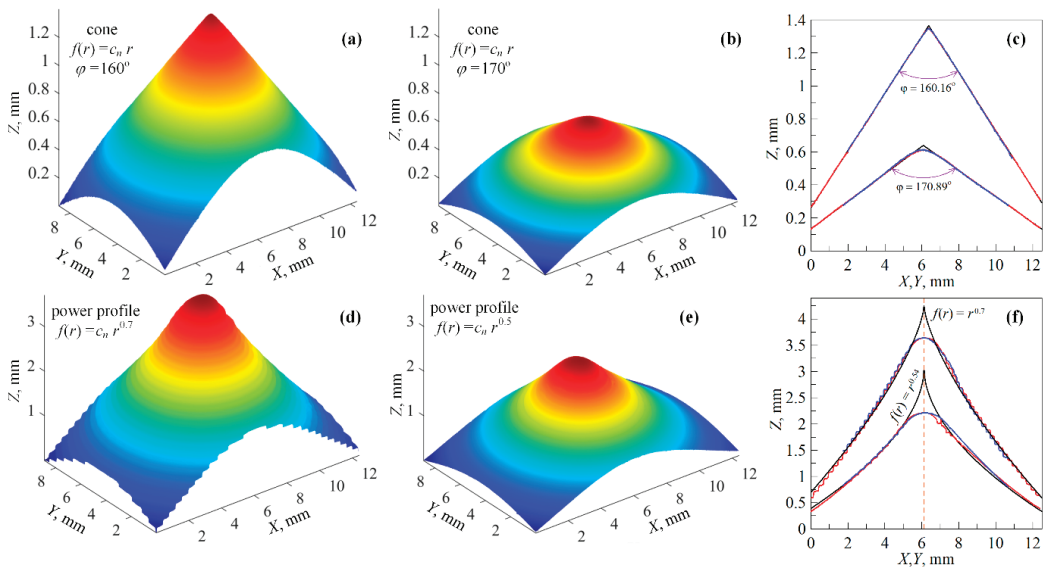 (a)
cone
f(r) = cₙ r
φ = 160°
1.2
1
0.8
0.6
0.4
0.2
Z, mm
8
6
4
2
Y, mm
2
4
6
8
10
12
X, mm
(b)
cone
f(r) = cₙ r
φ = 170°
1.2
1
0.8
0.6
0.4
0.2
Z, mm
8
6
4
2
Y, mm
2
4
6
8
10
12
X, mm
(c)
1.4
1.2
1
0.8
0.6
0.4
0.2
0
Z, mm
φ = 160.16°
φ = 170.89°
0 2 4 6 8 10 12
X,Y, mm
(d)
power profile
f(r) = cₙ r^0.7
3
2
1
Z, mm
8
6
4
2
Y, mm
2
4
6
8
10
12
X, mm
(e)
power profile
f(r) = cₙ r^0.5
3
2
1
Z, mm
8
6
4
2
Y, mm
2
4
6
8
10
12
X, mm
(f)
f(r) = r^0.7
f(r) = r^0.54
4
3.5
3
2.5
2
1.5
1
0.5
0
Z, mm
0 2 4 6 8 10 12
X,Y, mm